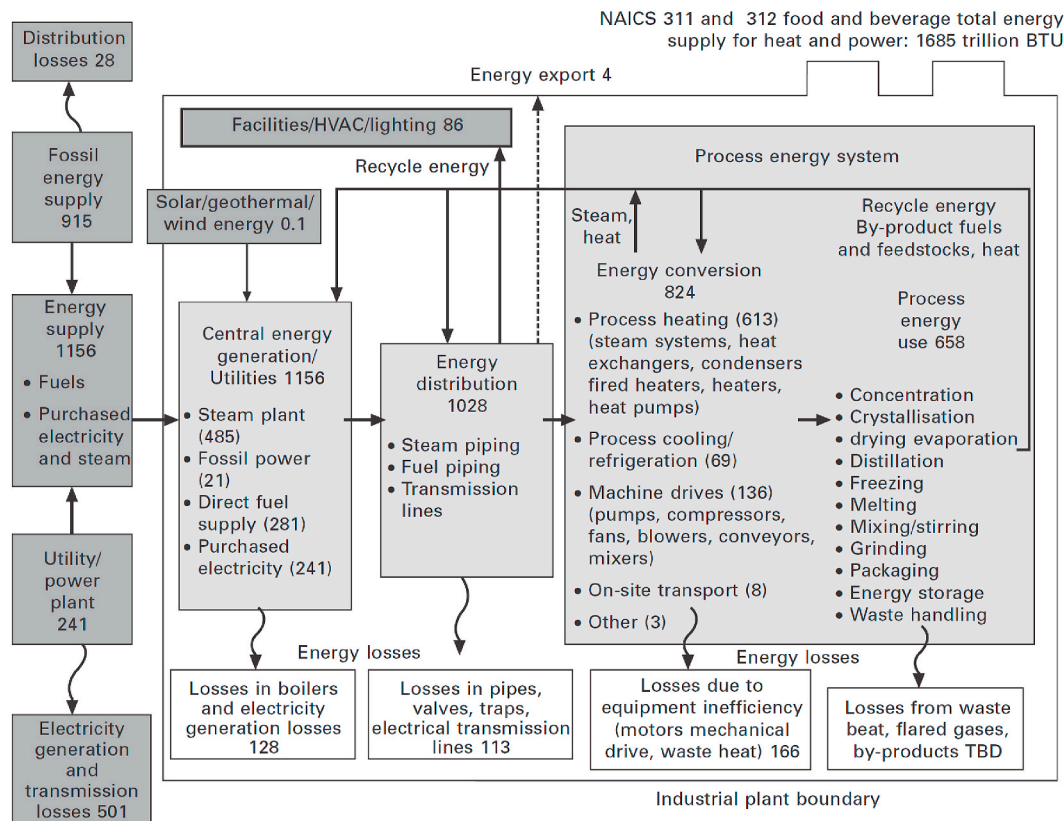 NAICS 311 and 312 food and beverage total energy
supply for heat and power: 1685 trillion BTU
Distribution
losses 28
Energy export 4
Facilities/HVAC/lighting 86
Recycle energy
Process energy system
Fossil
energy
supply
915
Solar/geothermal/
wind energy 0.1
Steam,
heat
Recycle energy
By-product fuels
and feedstocks, heat
Energy
supply
1156
• Fuels
• Purchased
electricity
and steam
Central energy
generation/
Utilities 1156
• Steam plant
(485)
• Fossil power
(21)
• Direct fuel
supply (281)
• Purchased
electricity (241)
Energy
distribution
1028
• Steam piping
• Fuel piping
• Transmission
lines
Energy conversion
824
• Process heating (613)
(steam systems, heat
exchangers, condensers
fired heaters, heaters,
heat pumps)
• Process cooling/
refrigeration (69)
• Machine drives (136)
(pumps, compressors,
fans, blowers, conveyors,
mixers)
• On-site transport (8)
• Other (3)
Process
energy
use 658
• Concentration
• Crystallisation
• drying evaporation
• Distillation
• Freezing
• Melting
• Mixing/stirring
• Grinding
• Packaging
• Energy storage
• Waste handling
Utility/
power
plant
241
Energy losses
Energy losses
Electricity
generation
and
transmission
losses 501
Losses in boilers
and electricity
generation losses
128
Losses in pipes,
valves, traps,
electrical transmission
lines 113
Losses due to
equipment inefficiency
(motors mechanical
drive, waste heat) 166
Losses from waste
beat, flared gases,
by-products TBD
Industrial plant boundary